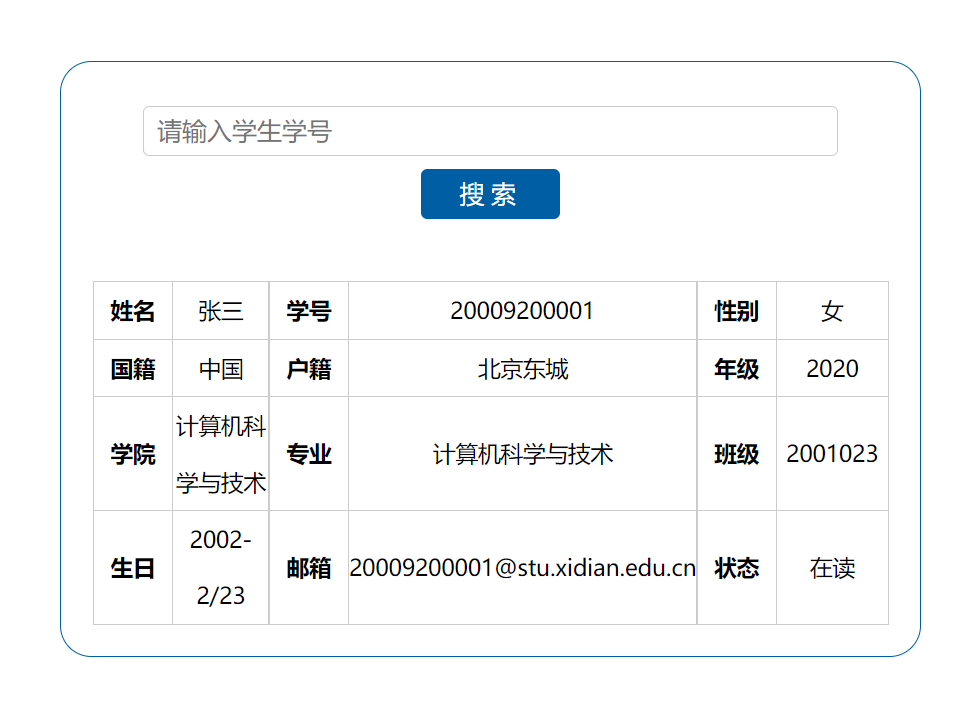 请输入学生学号
搜 索
姓名 张三 学号 20009200001 性别 女
国籍 中国 户籍 北京东城 年级 2020
学院 计算机科
学与技术 专业 计算机科学与技术 班级 2001023
生日 2002-
2/23 邮箱 20009200001@stu.xidian.edu.cn 状态 在读